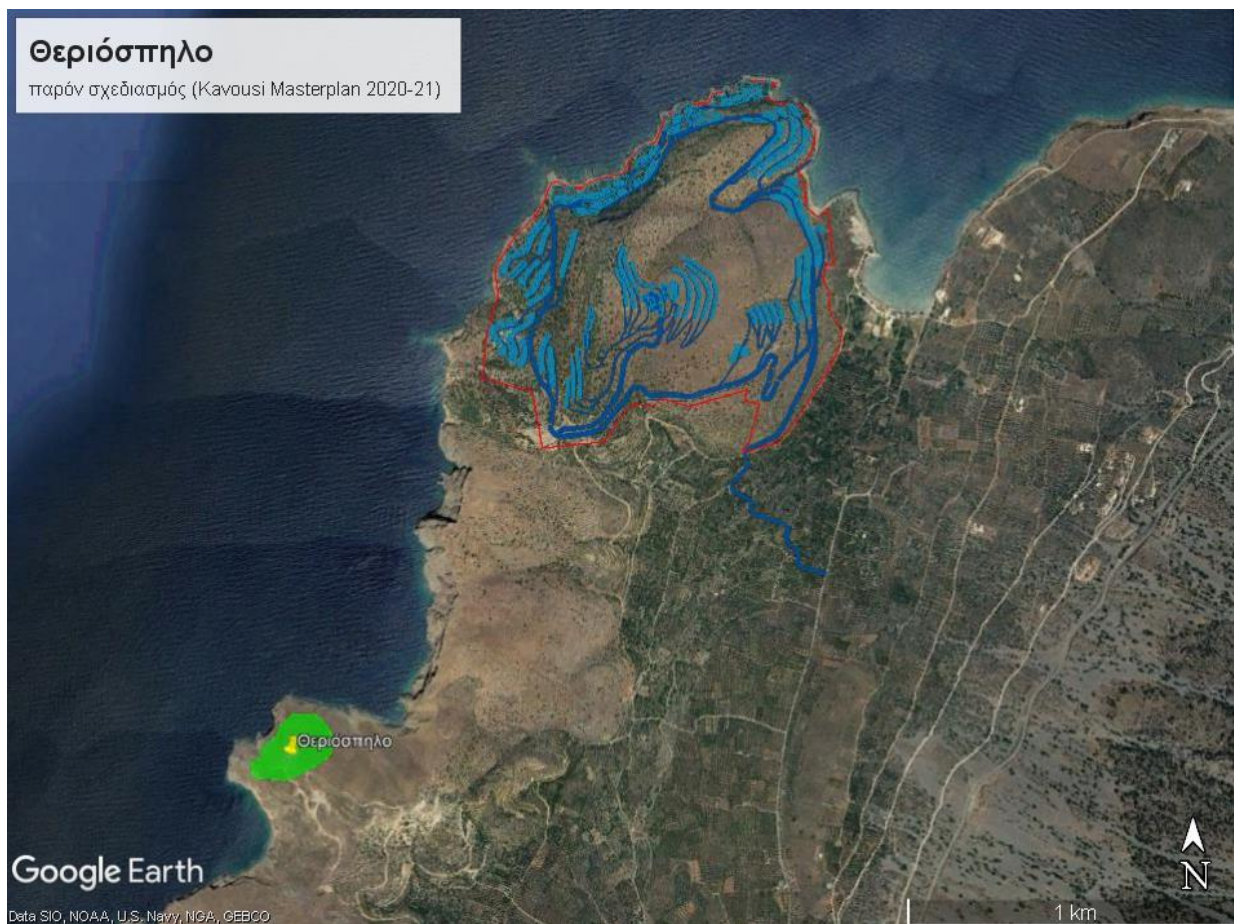 Θεριόσπηλο
παρόν σχεδιασμός (Kavousi Masterplan 2020-21)
Θεριόσπηλο
Google Earth
N
Data SIO, NOAA, U.S. Navy, NGA, GEBCO
1 km